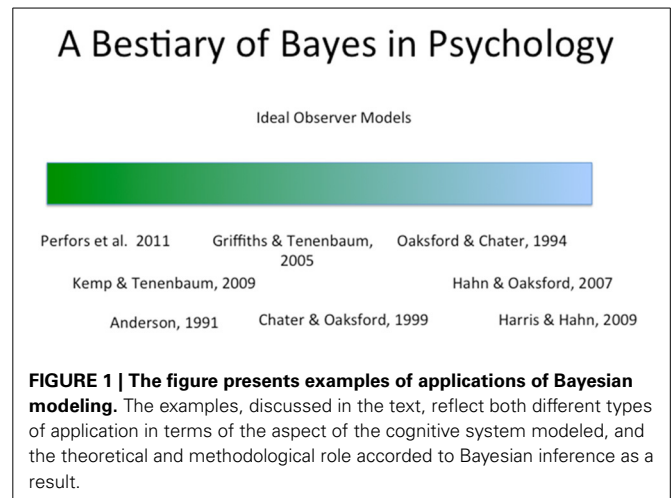 A Bestiary of Bayes in Psychology
Ideal Observer Models
Perfors et al. 2011
Griffiths & Tenenbaum,
2005
Oaksford & Chater, 1994
Kemp & Tenenbaum, 2009
Hahn & Oaksford, 2007
Anderson, 1991
Chater & Oaksford, 1999
Harris & Hahn, 2009
FIGURE 1 | The figure presents examples of applications of Bayesian
modeling. The examples, discussed in the text, reflect both different types
of application in terms of the aspect of the cognitive system modeled, and
the theoretical and methodological role accorded to Bayesian inference as a
result.